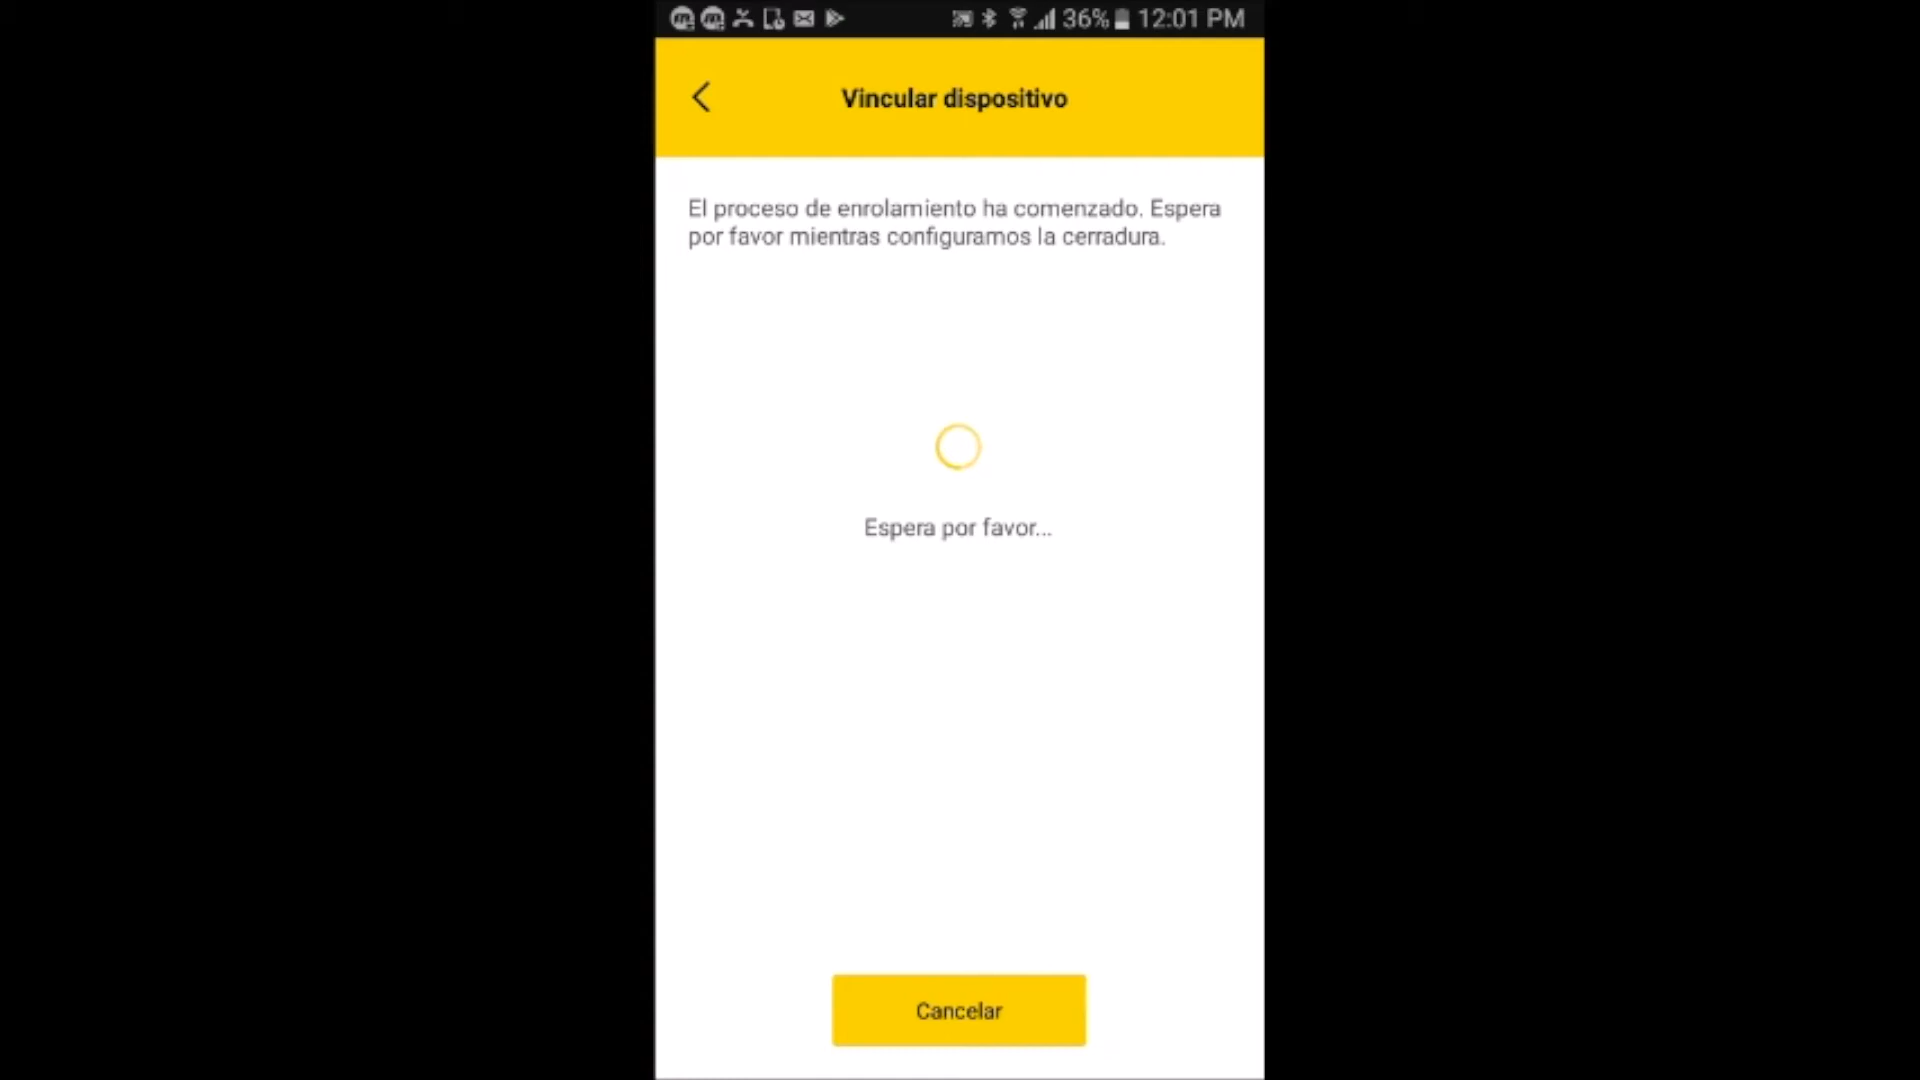 36% 12:01 PM
Vincular dispositivo
El proceso de enrolamiento ha comenzado. Espera
por favor mientras configuramos la cerradura.
Espera por favor...
Cancelar